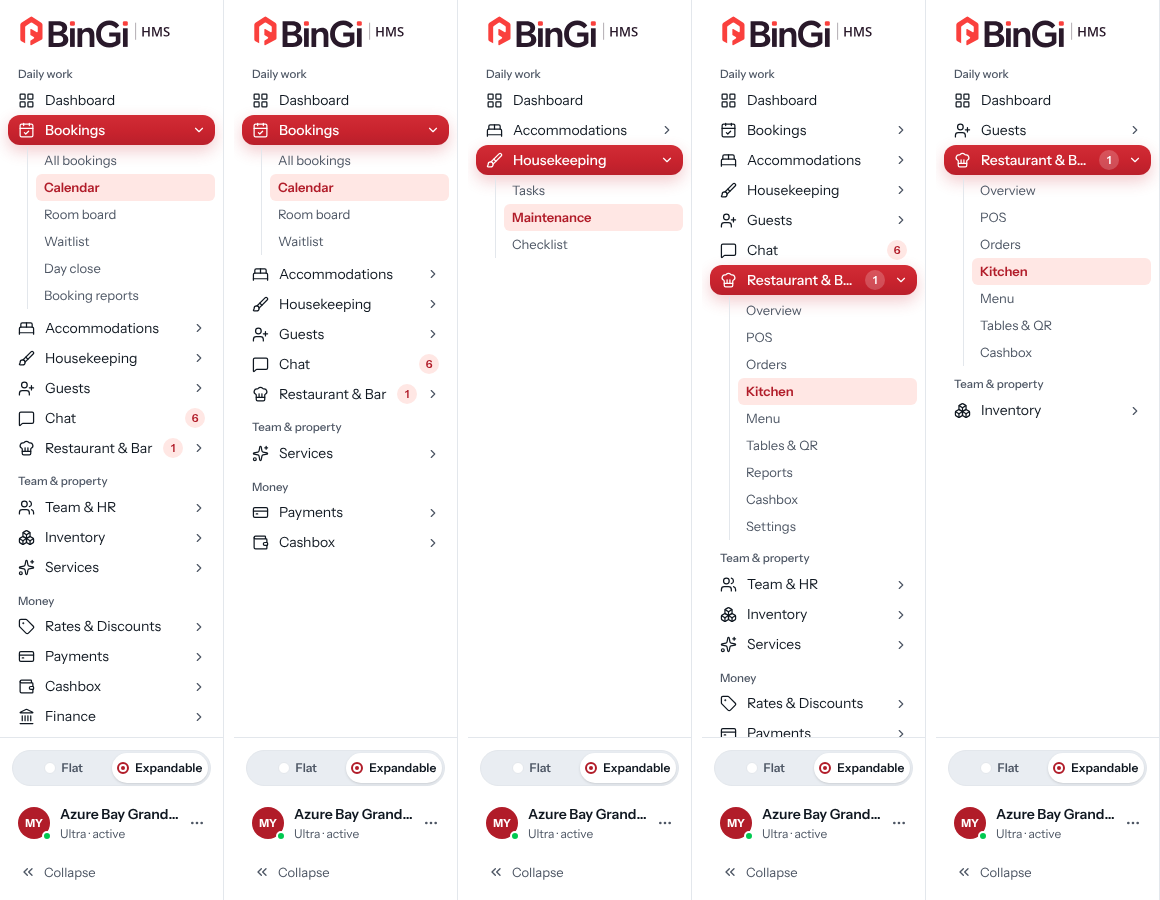 BinGi HMS
Daily work
Dashboard
Bookings
All bookings
Calendar
Room board
Waitlist
Day close
Booking reports
Accommodations
Housekeeping
Guests
Chat 6
Restaurant & Bar 1
Team & property
Team & HR
Inventory
Services
Money
Rates & Discounts
Payments
Cashbox
Finance
Flat Expandable
MY Azure Bay Grand...
Ultra · active
Collapse
BinGi HMS
Daily work
Dashboard
Bookings
All bookings
Calendar
Room board
Waitlist
Accommodations
Housekeeping
Guests
Chat 6
Restaurant & Bar 1
Team & property
Services
Money
Payments
Cashbox
Flat Expandable
MY Azure Bay Grand...
Ultra · active
Collapse
BinGi HMS
Daily work
Dashboard
Accommodations
Housekeeping
Tasks
Maintenance
Checklist
Flat Expandable
MY Azure Bay Grand...
Ultra · active
Collapse
BinGi HMS
Daily work
Dashboard
Bookings
Accommodations
Housekeeping
Guests
Chat 6
Restaurant & B... 1
Overview
POS
Orders
Kitchen
Menu
Tables & QR
Reports
Cashbox
Settings
Team & property
Team & HR
Inventory
Services
Money
Rates & Discounts
Payments
Flat Expandable
MY Azure Bay Grand...
Ultra · active
Collapse
BinGi HMS
Daily work
Dashboard
Guests
Restaurant & B... 1
Overview
POS
Orders
Kitchen
Menu
Tables & QR
Cashbox
Team & property
Inventory
Flat Expandable
MY Azure Bay Grand...
Ultra · active
Collapse